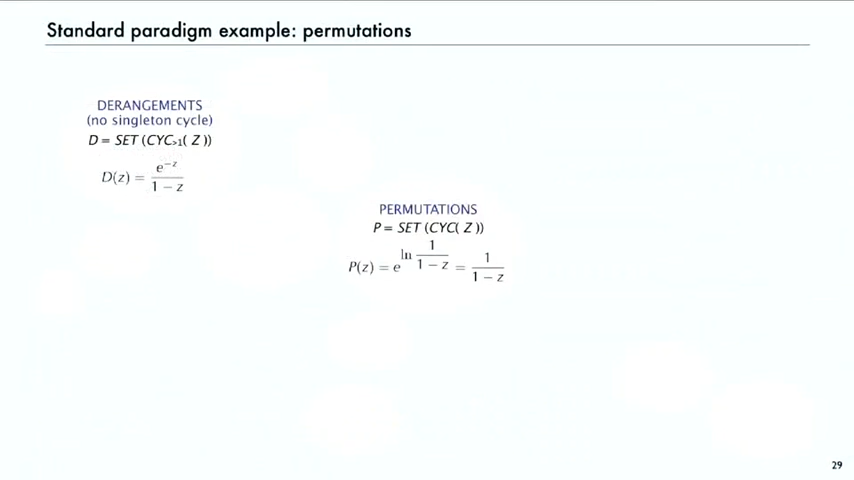 Standard paradigm example: permutations
DERANGEMENTS
(no singleton cycle)
D = SET (CYC>1( Z ))
D(z) = e^{-z} / (1 − z)
PERMUTATIONS
P = SET (CYC( Z ))
P(z) = e^{ln 1/(1 − z)} = 1/(1 − z)
29